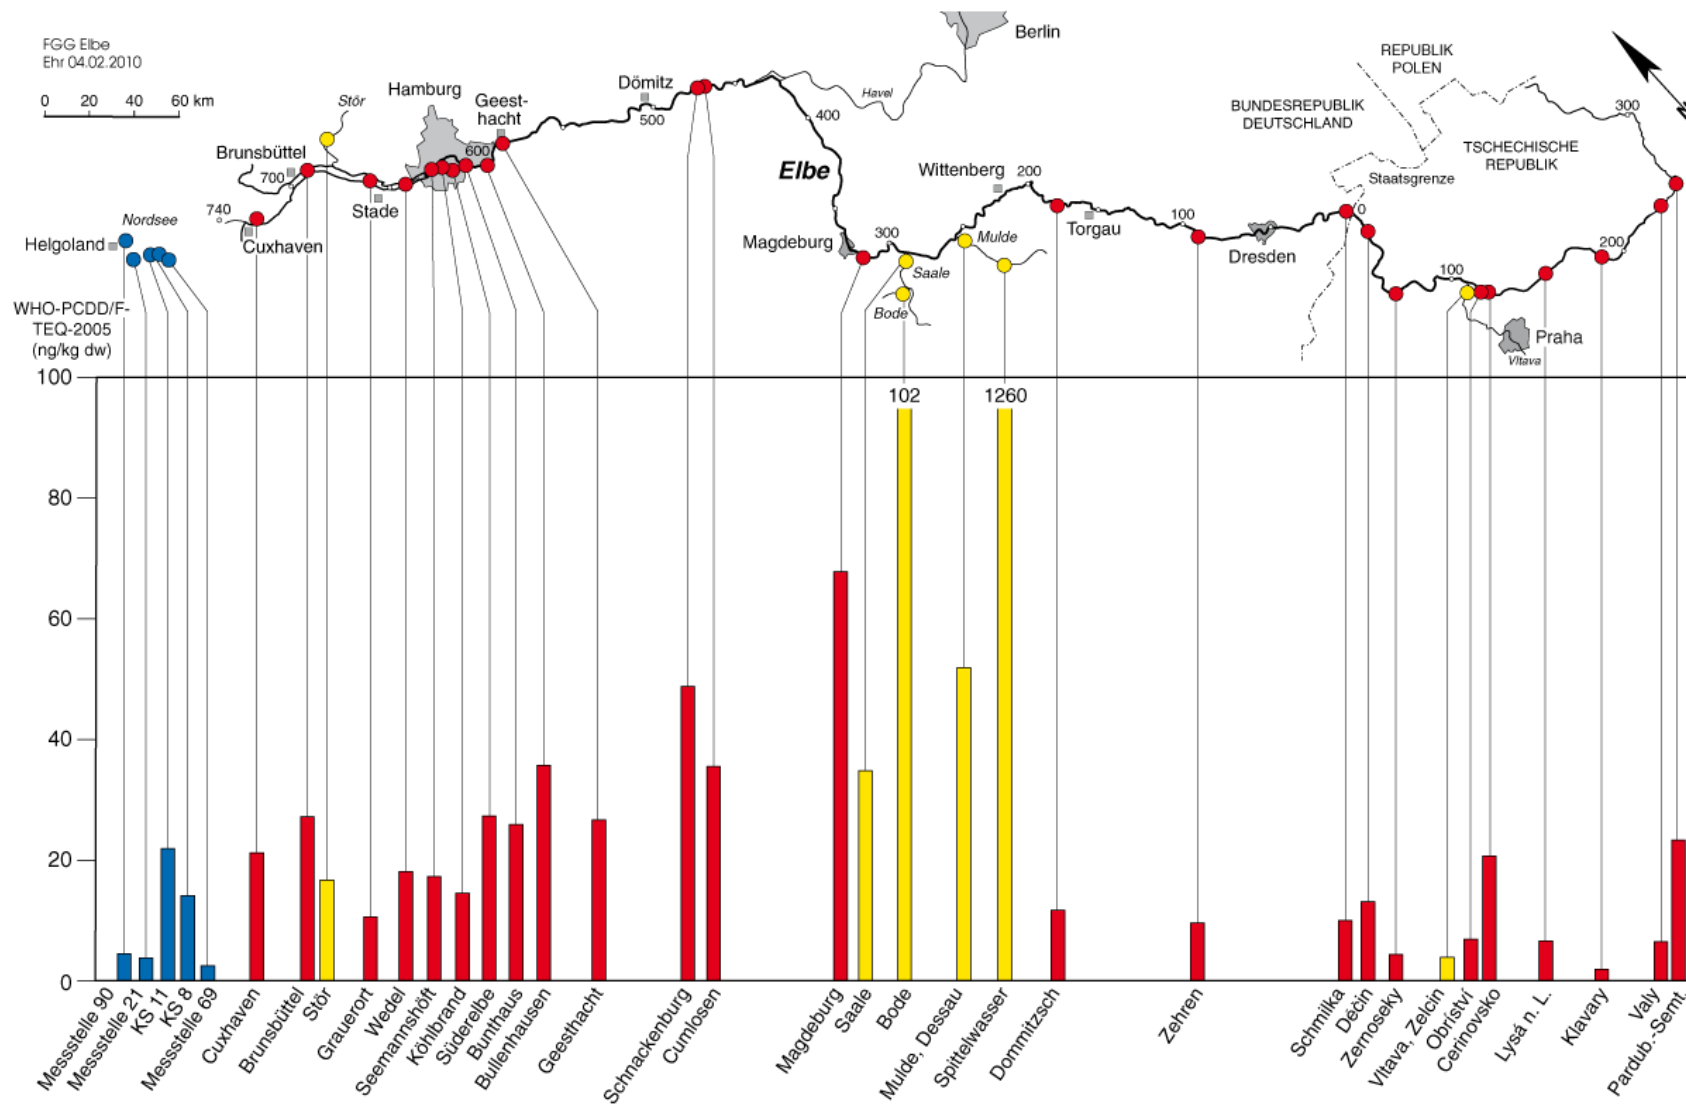 FGG Elbe
Ehr 04.02.2010
0 20 40 60 km
Berlin
Stör
Hamburg
Geest-
hacht
Dömitz
500
Havel
400
REPUBLIK
POLEN
BUNDESREPUBLIK
DEUTSCHLAND
TSCHECHISCHE
REPUBLIK
300
N
Brunsbüttel
700
600
Elbe
Wittenberg
200
Staatsgrenze
Stade
740
Nordsee
Helgoland
Cuxhaven
Magdeburg
300
Saale
Bode
Mulde
Torgau
100
Dresden
0
100
200
Praha
Vltava
WHO-PCDD/F-
TEQ-2005
(ng/kg dw)
100
80
60
40
20
0
102
1260
Messstelle 90
Messstelle 21
KS 11
KS 8
Messstelle 69
Cuxhaven
Brunsbüttel
Stör
Grauerort
Wedel
Seemannshöft
Köhlbrand
Süderelbe
Bunthaus
Bullenhausen
Geesthacht
Schnackenburg
Cumlosen
Magdeburg
Saale
Bode
Mulde, Dessau
Spittelwasser
Dommitzsch
Zehren
Schmilka
Déčin
Zernoseky
Vltava, Zelcin
Obříství
Cerinovsko
Lysá n. L.
Klavary
Valy
Pardub.-Semt.